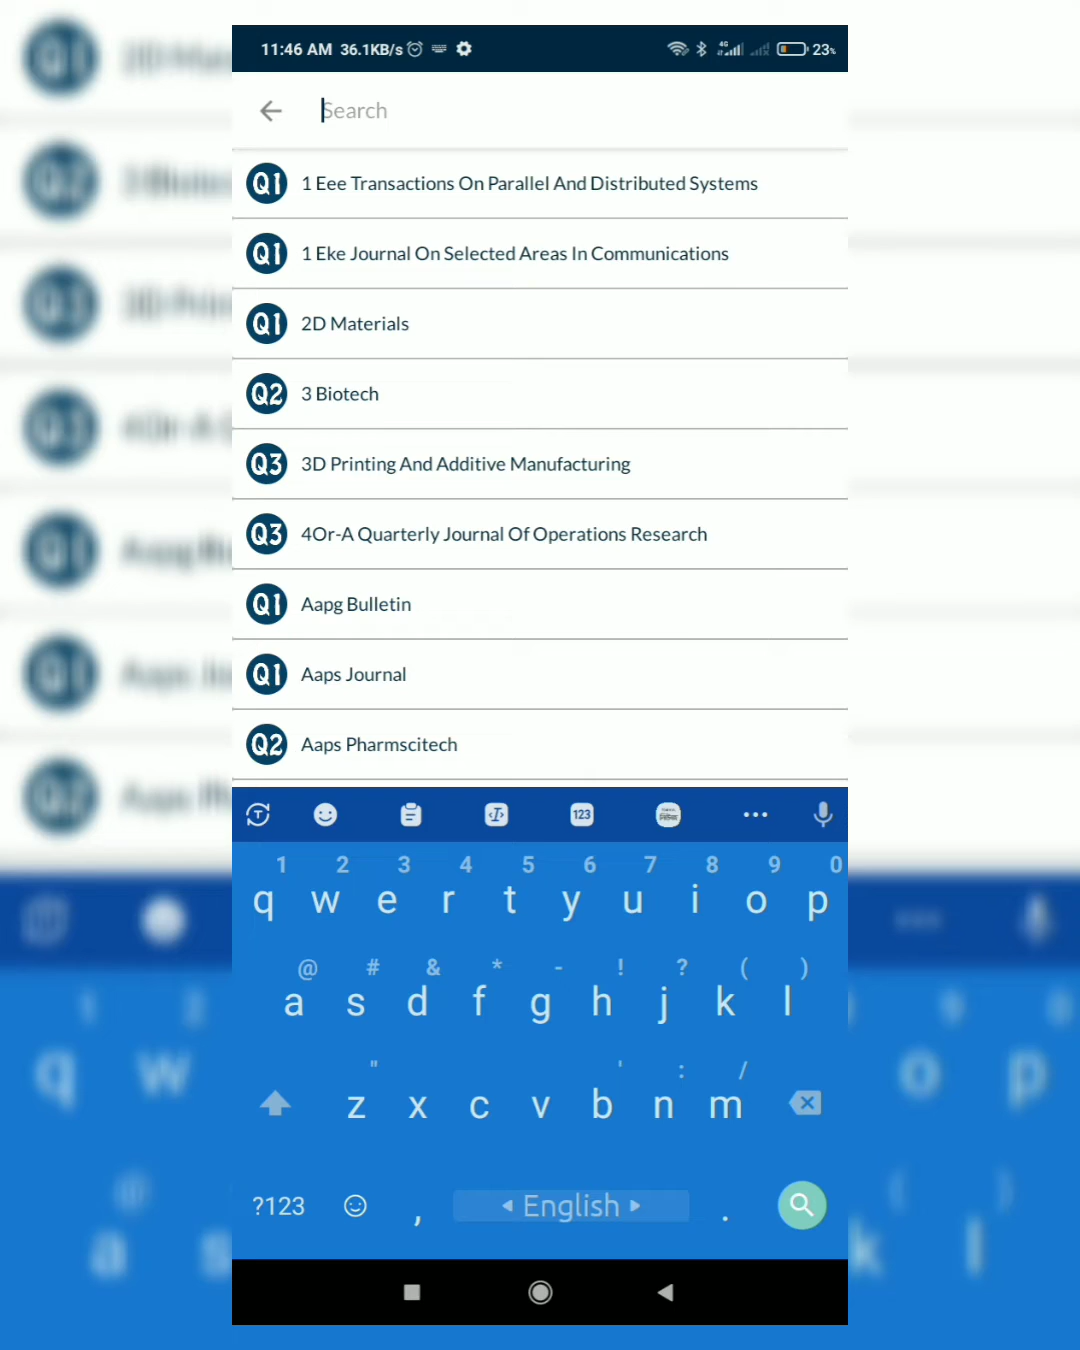 11:46 AM 36.1KB/s 4G 23%
Search
Q1 1 Eee Transactions On Parallel And Distributed Systems
Q1 1 Eke Journal On Selected Areas In Communications
Q1 2D Materials
Q2 3 Biotech
Q3 3D Printing And Additive Manufacturing
Q3 4Or-A Quarterly Journal Of Operations Research
Q1 Aapg Bulletin
Q1 Aaps Journal
Q2 Aaps Pharmscitech
T I 123 ...
1 2 3 4 5 6 7 8 9 0
q w e r t y u i o p
@ # & * - ! ? ( )
a s d f g h j k l
" ' : /
z x c v b n m
?123 , English .